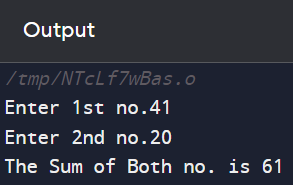 Output
/tmp/NTcLf7wBas.o
Enter 1st no.41
Enter 2nd no.20
The Sum of Both no. is 61